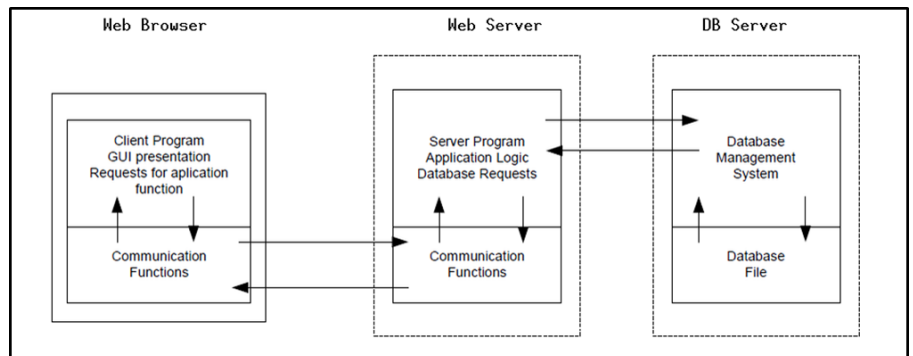 Web Browser
Web Server
DB Server
Client Program
GUI presentation
Requests for aplication
function
Communication
Functions
Server Program
Application Logic
Database Requests
Communication
Functions
Database
Management
System
Database
File